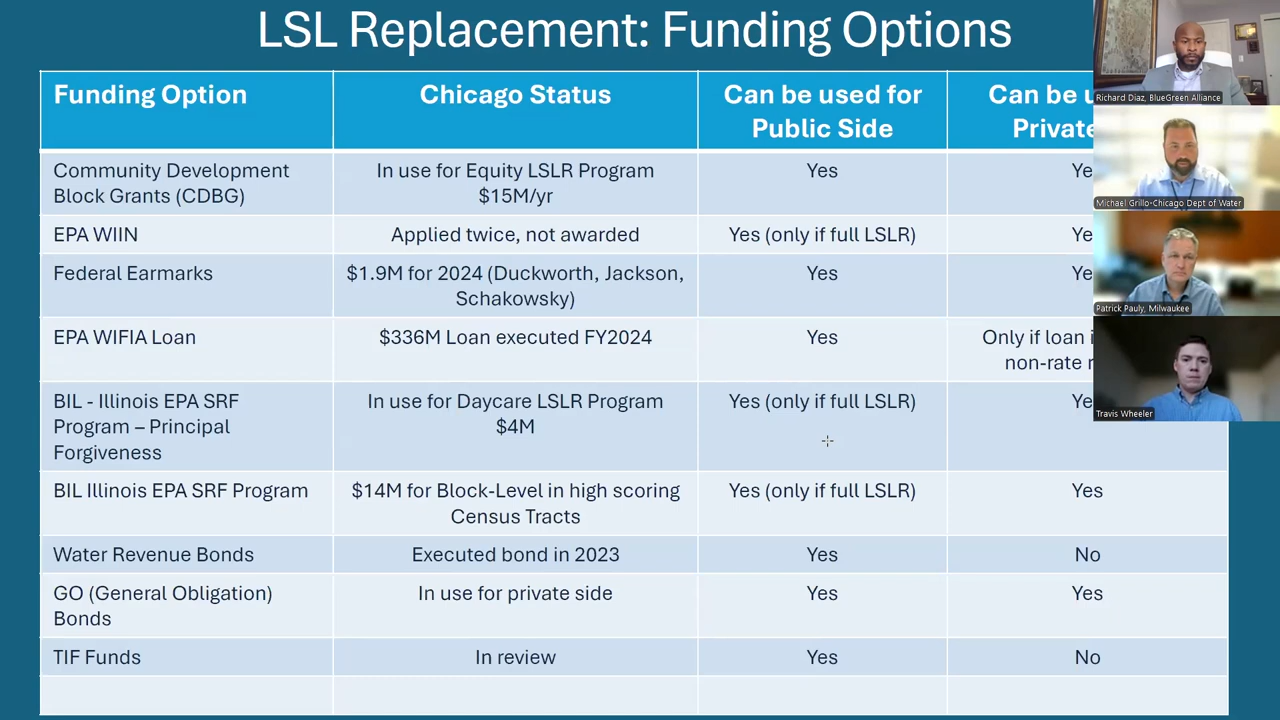 LSL Replacement: Funding Options
Funding Option
Chicago Status
Can be used for
Public Side
Can be
Private
Community Development
Block Grants (CDBG)
In use for Equity LSLR Program
$15M/yr
Yes
EPA WIIN
Applied twice, not awarded
Yes (only if full LSLR)
Federal Earmarks
$1.9M for 2024 (Duckworth, Jackson,
Schakowsky)
Yes
EPA WIFIA Loan
$336M Loan executed FY2024
Yes
Only if loan
non-rate
BIL - Illinois EPA SRF
Program – Principal
Forgiveness
In use for Daycare LSLR Program
$4M
Yes (only if full LSLR)
BIL Illinois EPA SRF Program
$14M for Block-Level in high scoring
Census Tracts
Yes (only if full LSLR)
Yes
Water Revenue Bonds
Executed bond in 2023
Yes
No
GO (General Obligation)
Bonds
In use for private side
Yes
Yes
TIF Funds
In review
Yes
No
Richard Diaz, BlueGreen Alliance
Michael Grillo-Chicago Dept of Water
Patrick Pauly, Milwaukee
Travis Wheeler